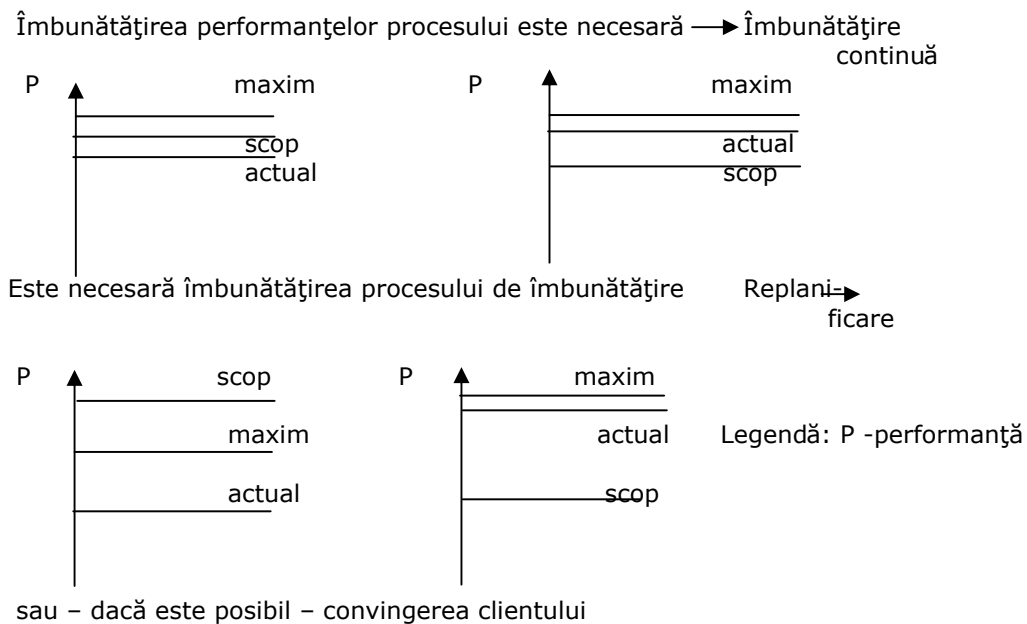 Îmbunătăţirea performanţelor procesului este necesară Îmbunătăţire
continuă
P maxim P maxim
scop actual
actual scop
Este necesară îmbunătăţirea procesului de îmbunătăţire Replani-
ficare
P scop P maxim
maxim actual Legendă: P -performanţă
actual scop
sau – dacă este posibil – convingerea clientului